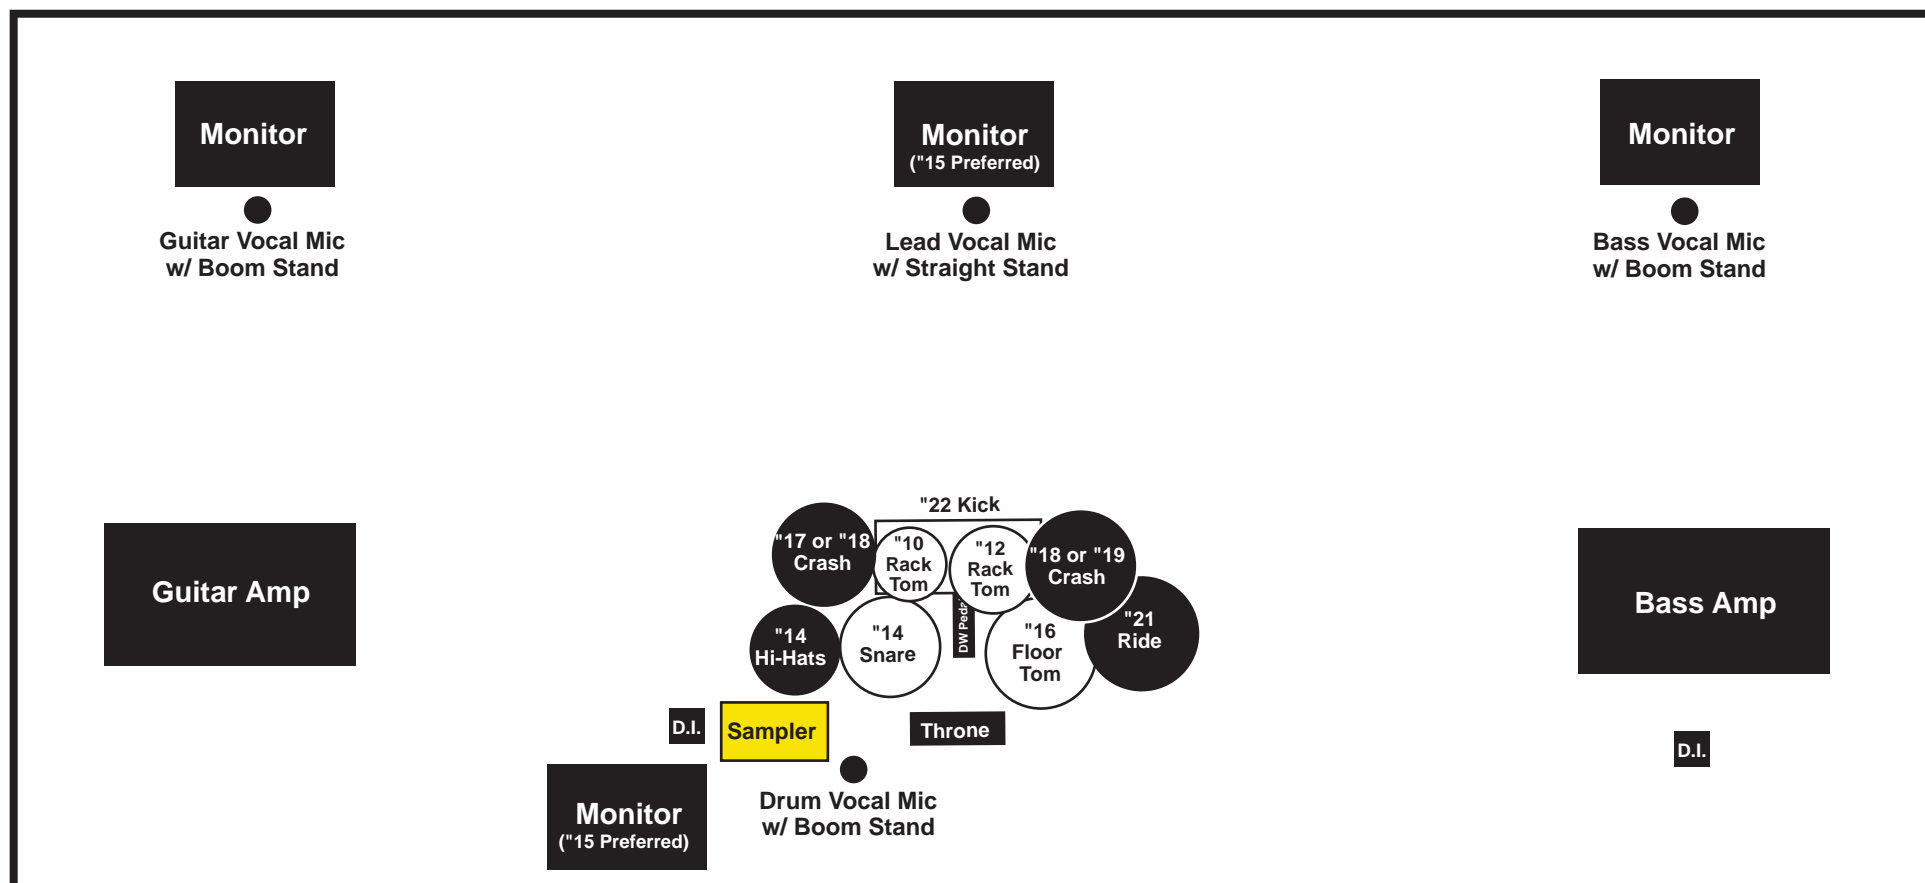 Monitor
Monitor
("15 Preferred)
Monitor
Guitar Vocal Mic
w/ Boom Stand
Lead Vocal Mic
w/ Straight Stand
Bass Vocal Mic
w/ Boom Stand
"22 Kick
"17 or "18
Crash
"10
Rack
Tom
"12
Rack
Tom
"18 or "19
Crash
Guitar Amp
"14
Hi-Hats
"14
Snare
DW Pedal
"16
Floor
Tom
"21
Ride
Bass Amp
D.I.
Sampler
Throne
D.I.
Monitor
("15 Preferred)
Drum Vocal Mic
w/ Boom Stand